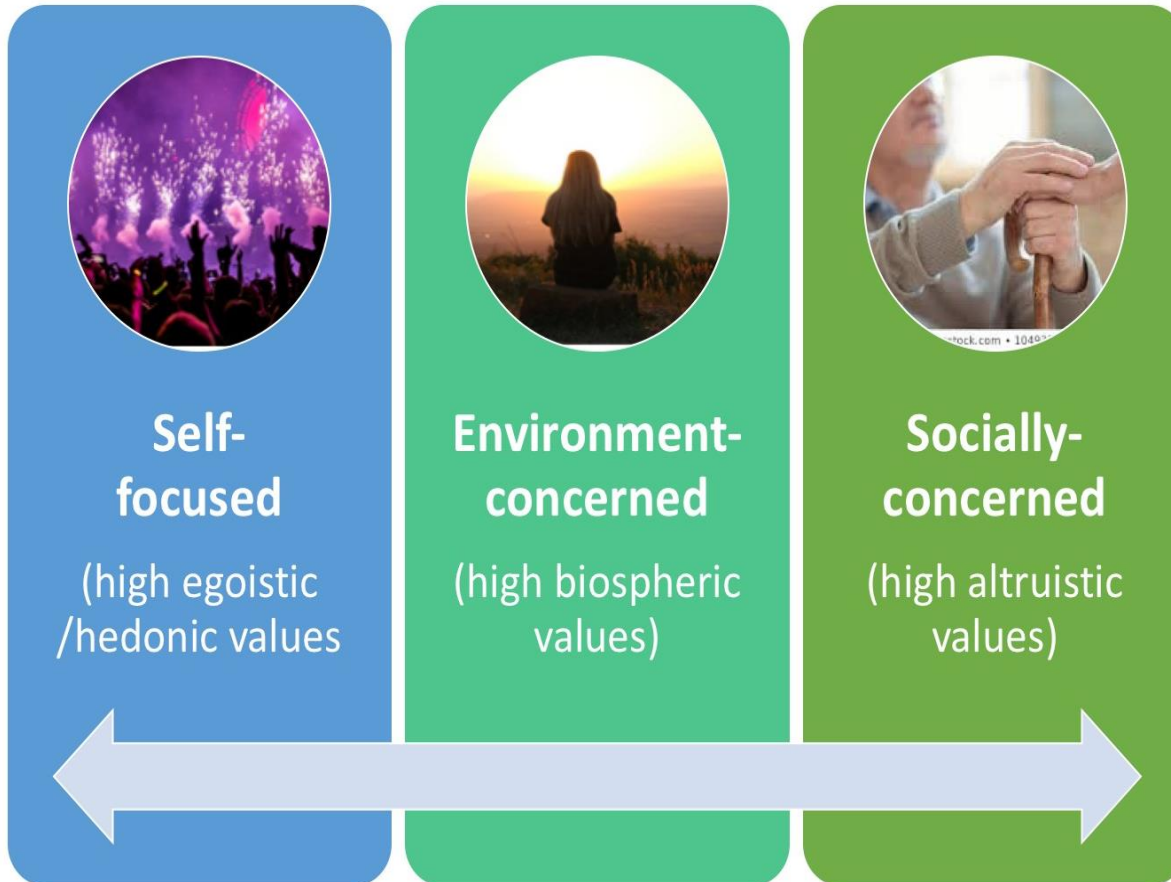 Self-
focused
(high egoistic
/hedonic values
Environment-
concerned
(high biospheric
values)
Socially-
concerned
(high altruistic
values)